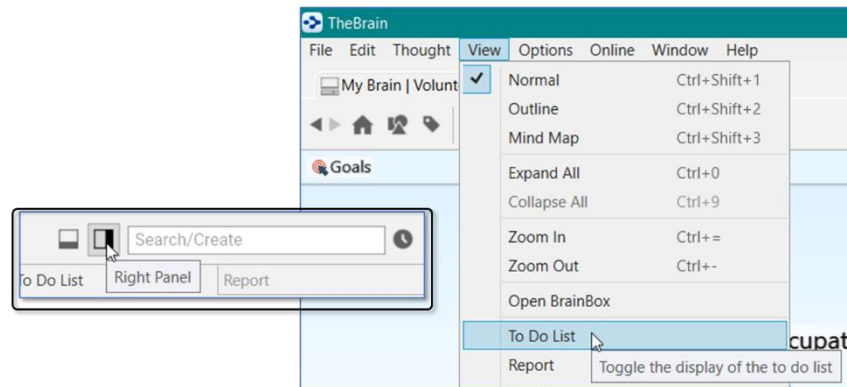 TheBrain
File Edit Thought View Options Online Window Help
My Brain | Volunt
Normal Ctrl+Shift+1
Outline Ctrl+Shift+2
Mind Map Ctrl+Shift+3
Goals
Expand All Ctrl+0
Collapse All Ctrl+9
Zoom In Ctrl+=
Zoom Out Ctrl+-
Open BrainBox
To Do List
cupat
Report
Toggle the display of the to do list
Search/Create
To Do List
Right Panel
Report